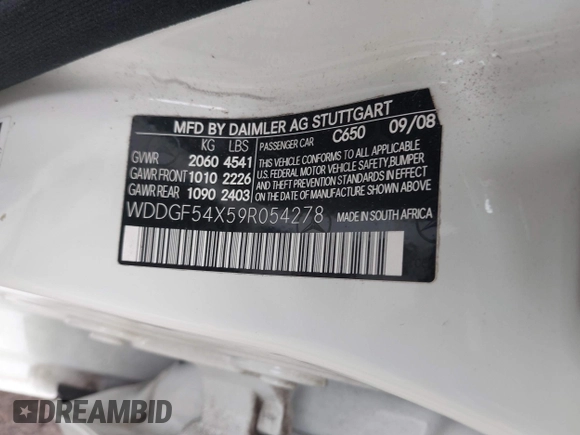 MFD BY DAIMLER AG STUTTGART
KG LBS PASSENGER CAR C650 09/08
GVWR 2060 4541
GAWR FRONT 1010 2226
GAWR REAR 1090 2403
THIS VEHICLE CONFORMS TO ALL APPLICABLE
FEDERAL MOTOR VEHICLE SAFETY, BUMPER,
AND THEFT PREVENTION STANDARDS IN EFFECT
ON THE DATE OF MANUFACTURE SHOWN ABOVE.
WDDGF54X59R054278 MADE IN SOUTH AFRICA
DREAMBID